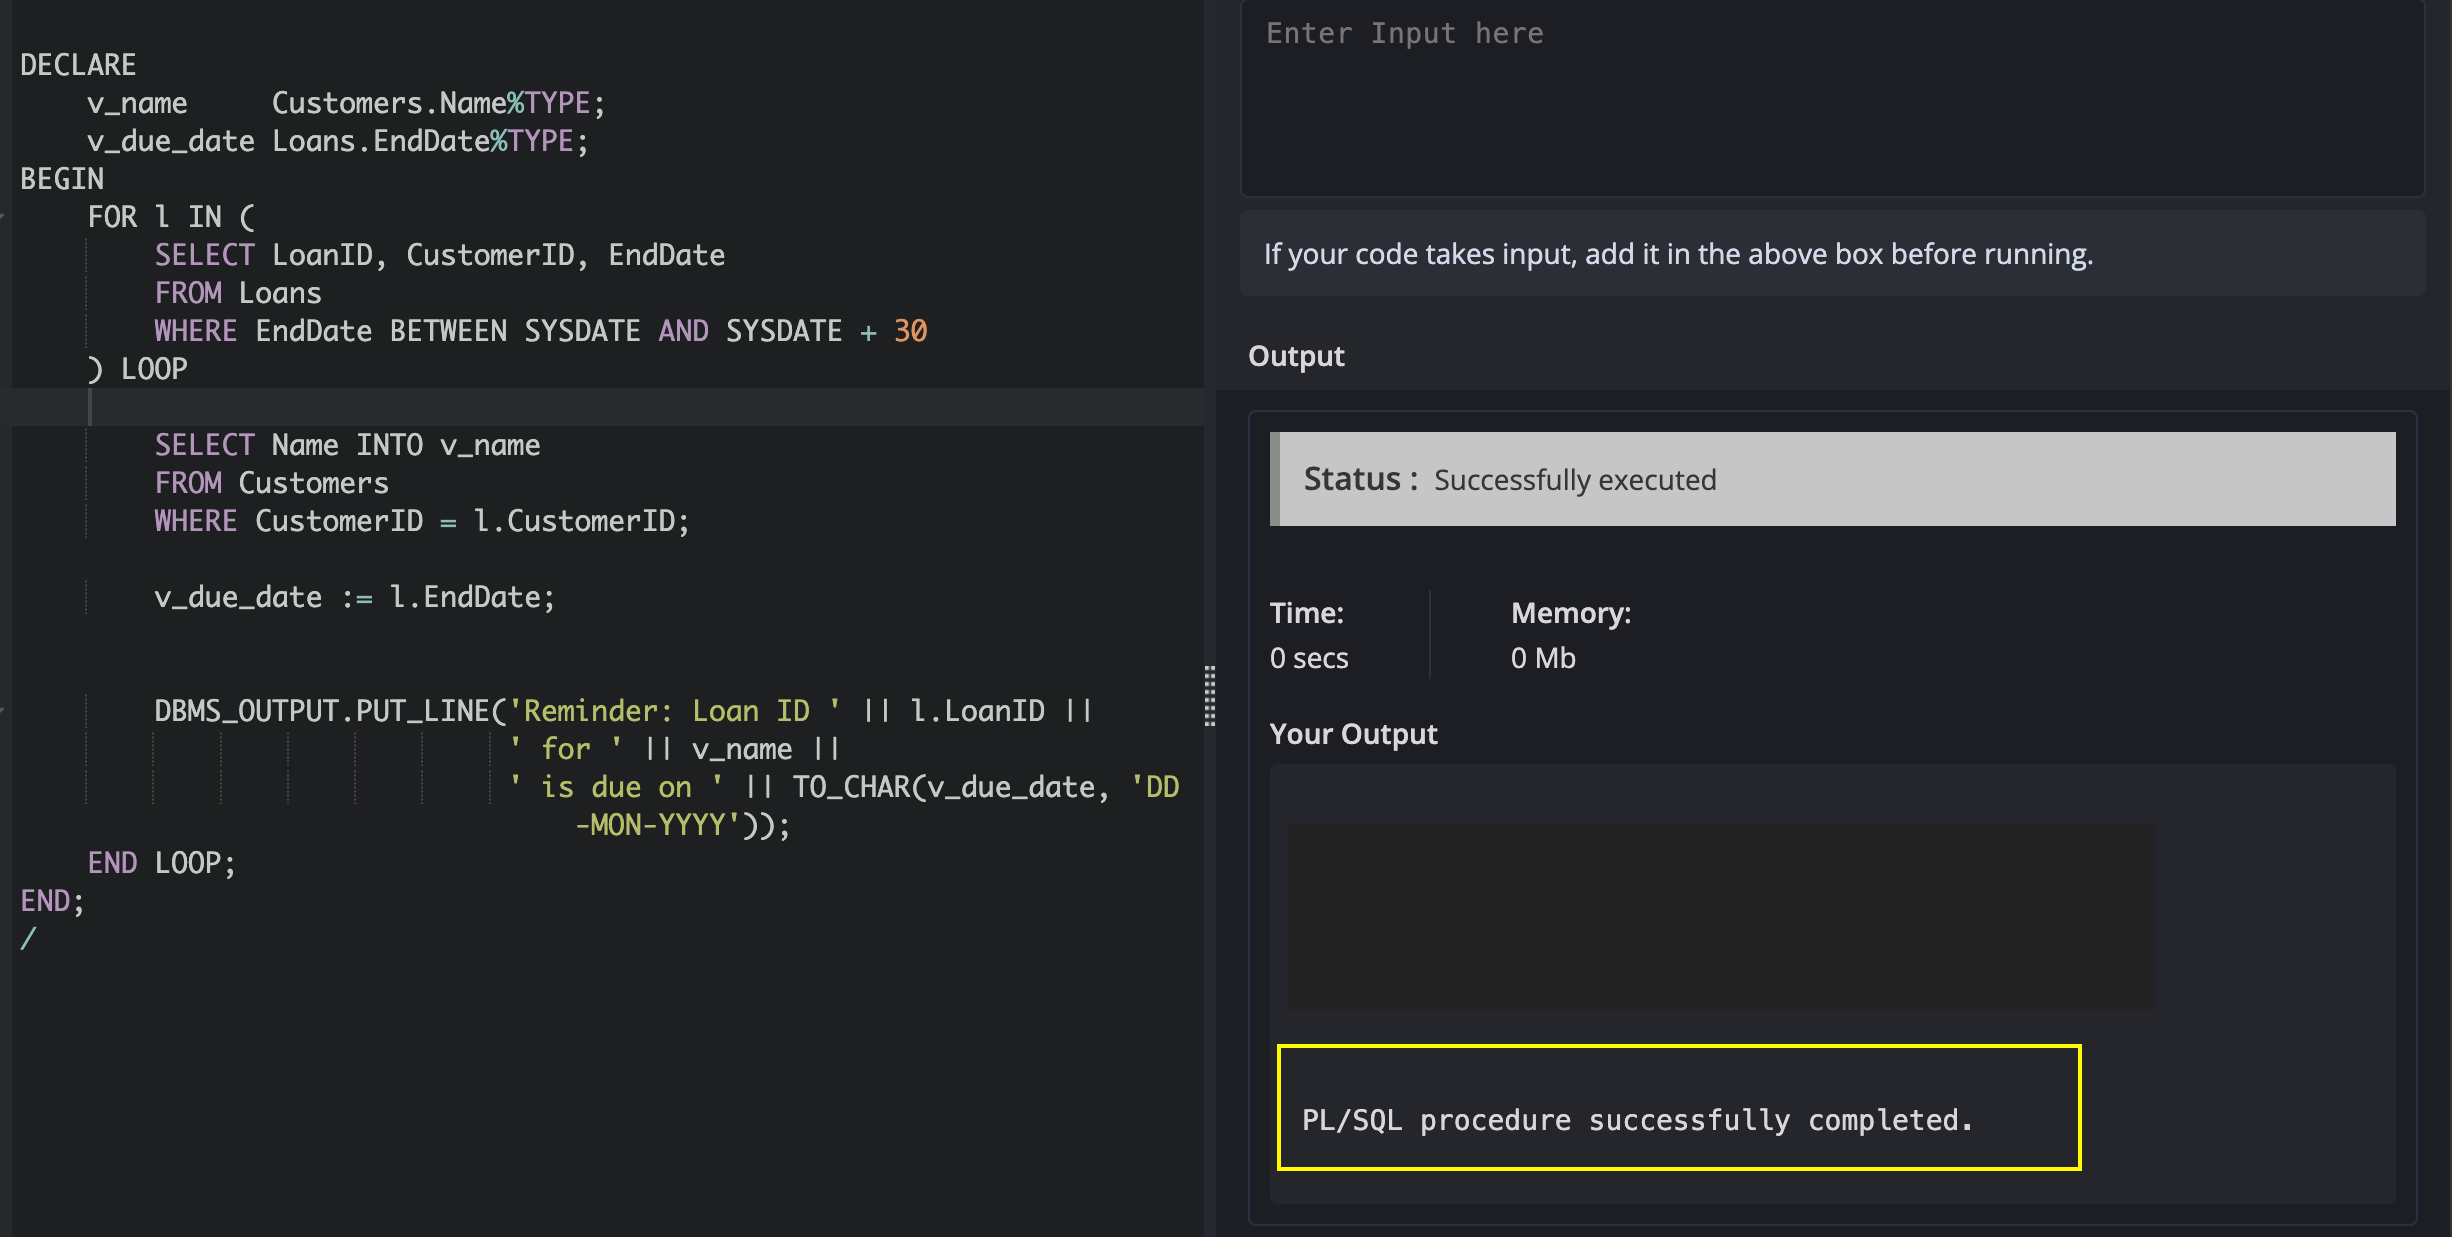 DECLARE
v_name     Customers.Name%TYPE;
v_due_date Loans.EndDate%TYPE;
BEGIN
FOR l IN (
SELECT LoanID, CustomerID, EndDate
FROM Loans
WHERE EndDate BETWEEN SYSDATE AND SYSDATE + 30
) LOOP
SELECT Name INTO v_name
FROM Customers
WHERE CustomerID = l.CustomerID;
v_due_date := l.EndDate;
DBMS_OUTPUT.PUT_LINE('Reminder: Loan ID ' || l.LoanID ||
' for ' || v_name ||
' is due on ' || TO_CHAR(v_due_date, 'DD
-MON-YYYY'));
END LOOP;
END;
/
Enter Input here
If your code takes input, add it in the above box before running.
Output
Status : Successfully executed
Time:
0 secs
Memory:
0 Mb
Your Output
PL/SQL procedure successfully completed.